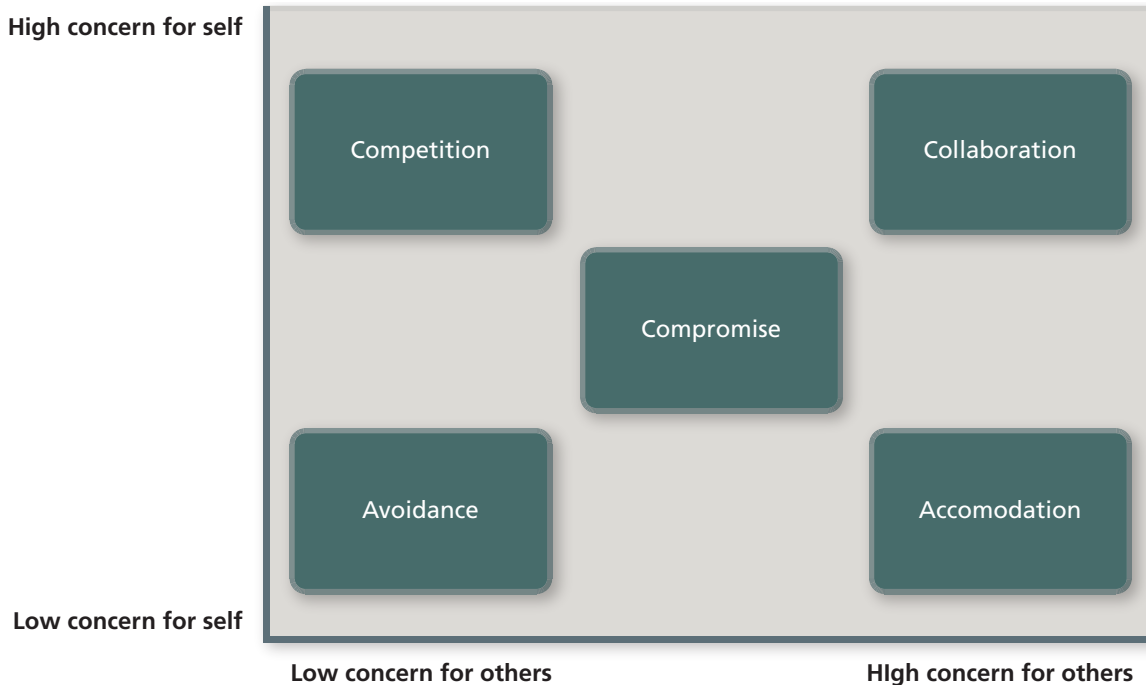 High concern for self
Competition
Collaboration
Compromise
Avoidance
Accomodation
Low concern for self
Low concern for others
HIgh concern for others